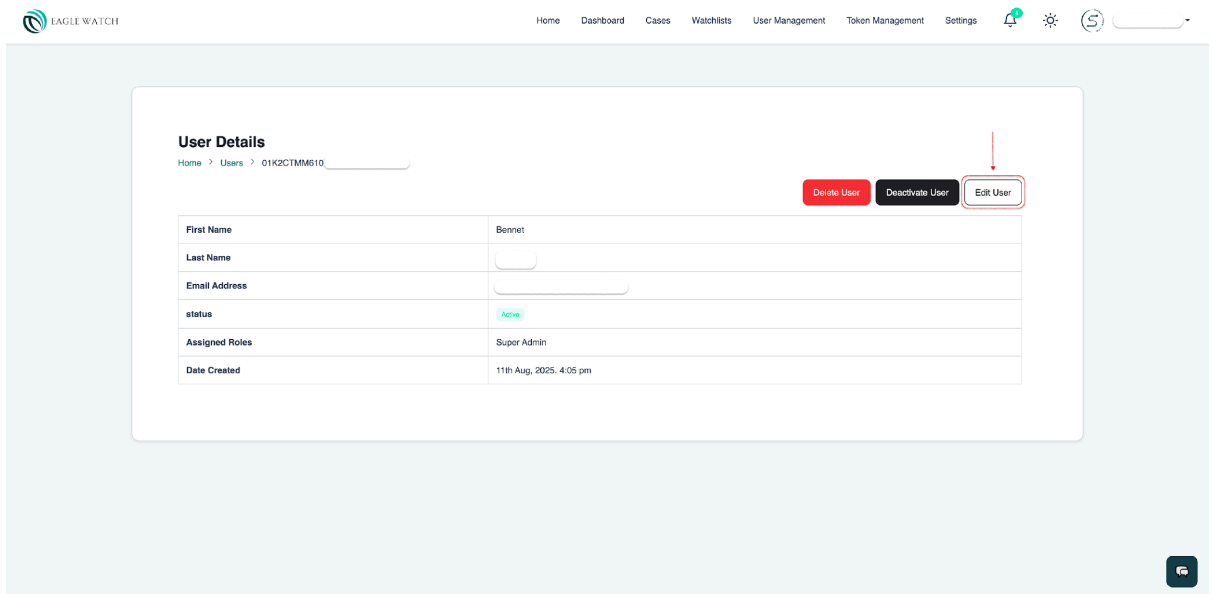 EAGLE WATCH
Home Dashboard Cases Watchlists User Management Token Management Settings 4
User Details
Home > Users > 01K2CTMM610
Delete User Deactivate User Edit User
First Name Bennet
Last Name
Email Address
status Active
Assigned Roles Super Admin
Date Created 11th Aug, 2025. 4:05 pm